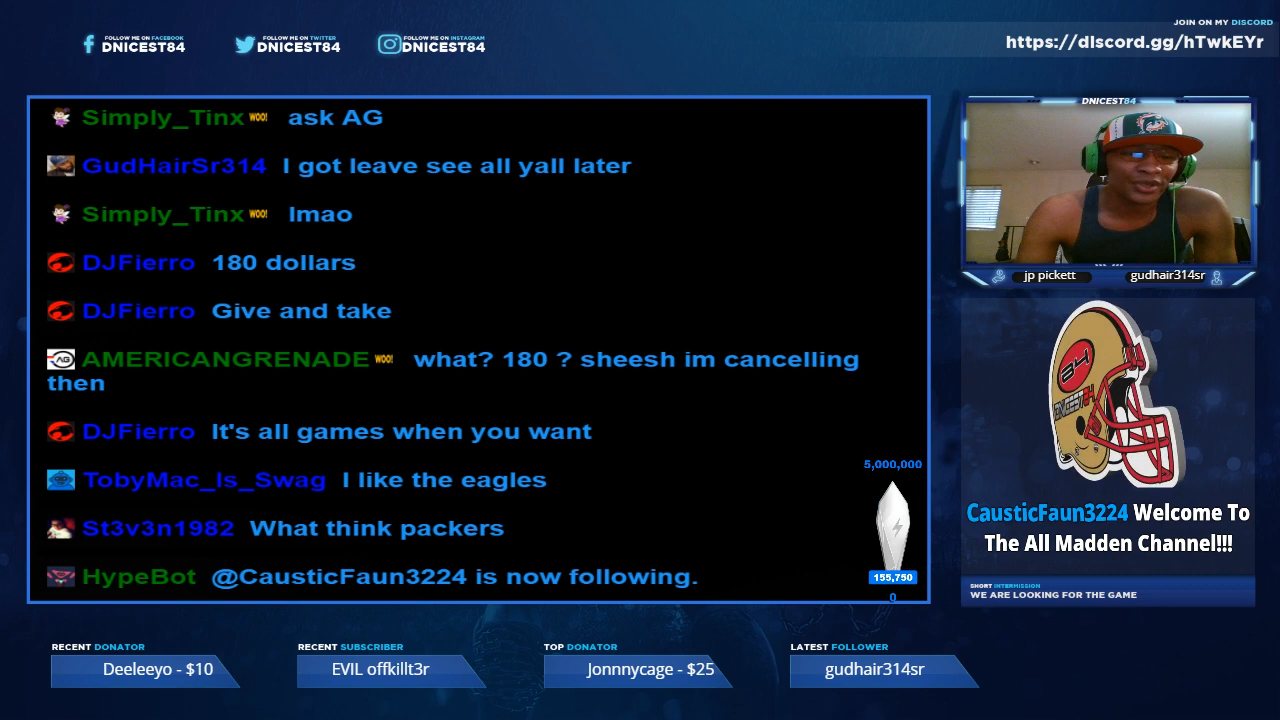 FOLLOW ME ON FACEBOOK
DNICEST84
FOLLOW ME ON TWITTER
DNICEST84
FOLLOW ME ON INSTAGRAM
DNICEST84
JOIN ON MY DISCORD
https://discord.gg/hTwkEYr
Simply_Tinx WOO! ask AG
GudHairSr314 I got leave see all yall later
Simply_Tinx WOO! lmao
DJFierro 180 dollars
DJFierro Give and take
AG AMERICANGRENADE WOO! what? 180 ? sheesh im cancelling
then
DJFierro It's all games when you want
TobyMac_Is_Swag I like the eagles
St3v3n1982 What think packers
HypeBot @CausticFaun3224 is now following.
5,000,000
155,750
0
DNICEST84
jp pickett
gudhair314sr
DNICEST84
CausticFaun3224 Welcome To
The All Madden Channel!!!
SHORT INTERMISSION
WE ARE LOOKING FOR THE GAME
RECENT DONATOR
Deeleeyo - $10
RECENT SUBSCRIBER
EVIL offkillt3r
TOP DONATOR
Jonnnycage - $25
LATEST FOLLOWER
gudhair314sr